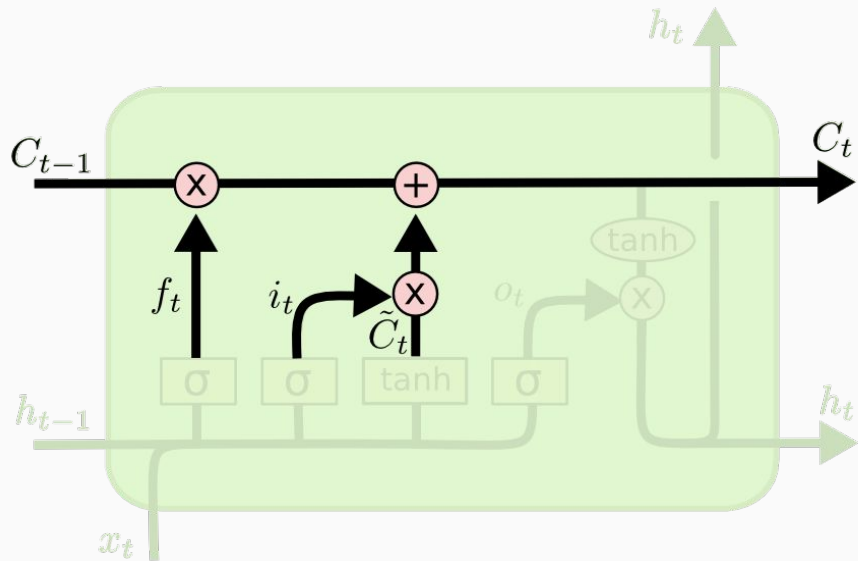 h_t
C_{t-1}
C_t
x
+
tanh
f_t
i_t
x
o_t
x
C̃_t
σ
σ
tanh
σ
h_{t-1}
h_t
x_t